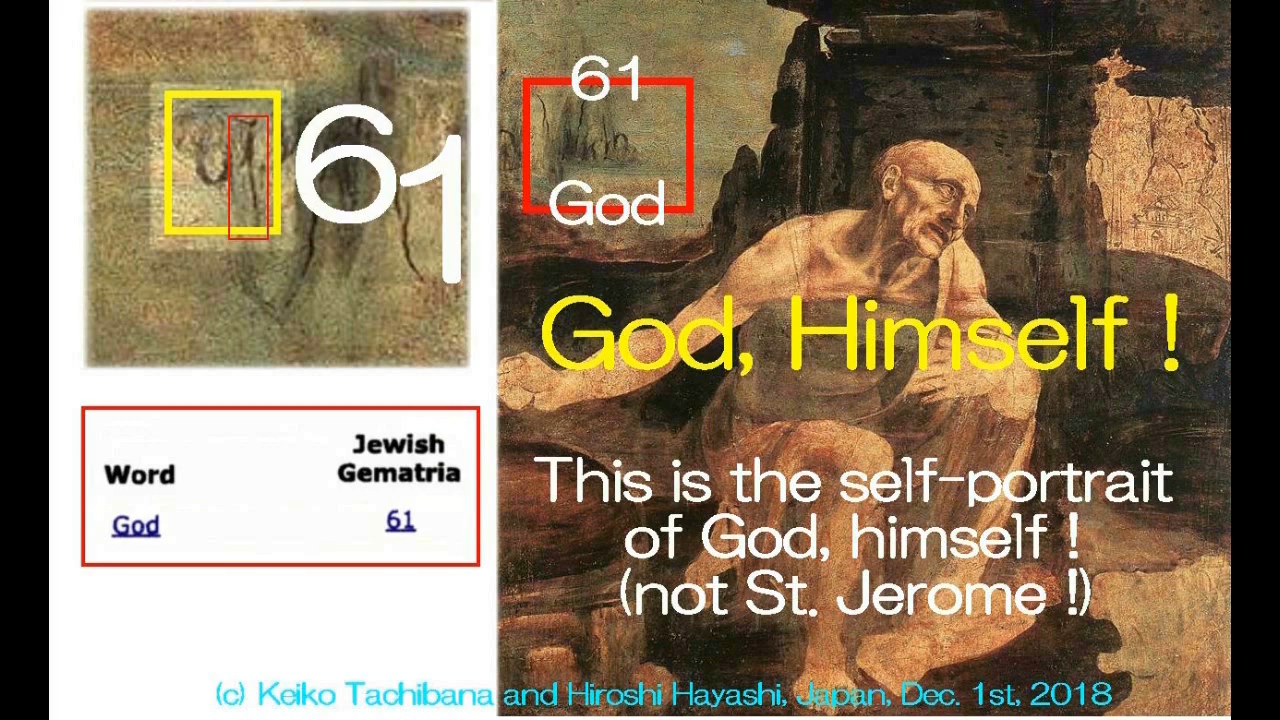 61
61
God
God, Himself !
Jewish
Word Gematria
God 61
This is the self-portrait
of God, himself !
(not St. Jerome !)
(c) Keiko Tachibana and Hiroshi Hayashi, Japan, Dec. 1st, 2018